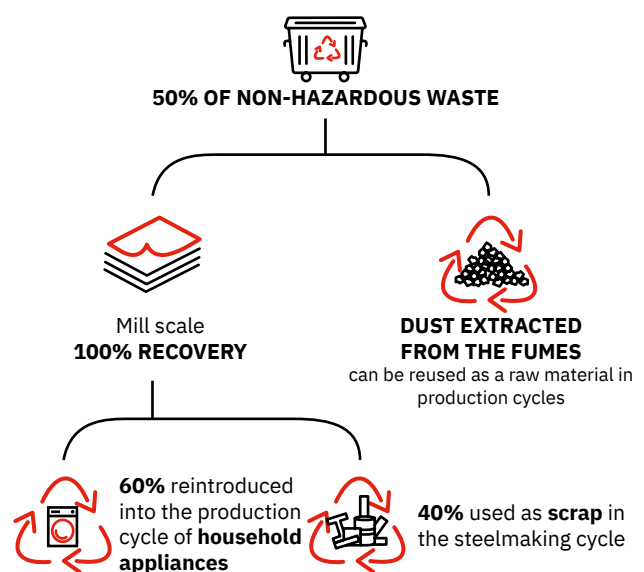 50% OF NON-HAZARDOUS WASTE
Mill scale
100% RECOVERY
DUST EXTRACTED
FROM THE FUMES
can be reused as a raw material in
production cycles
60% reintroduced
into the production
cycle of household
appliances
40% used as scrap in
the steelmaking cycle